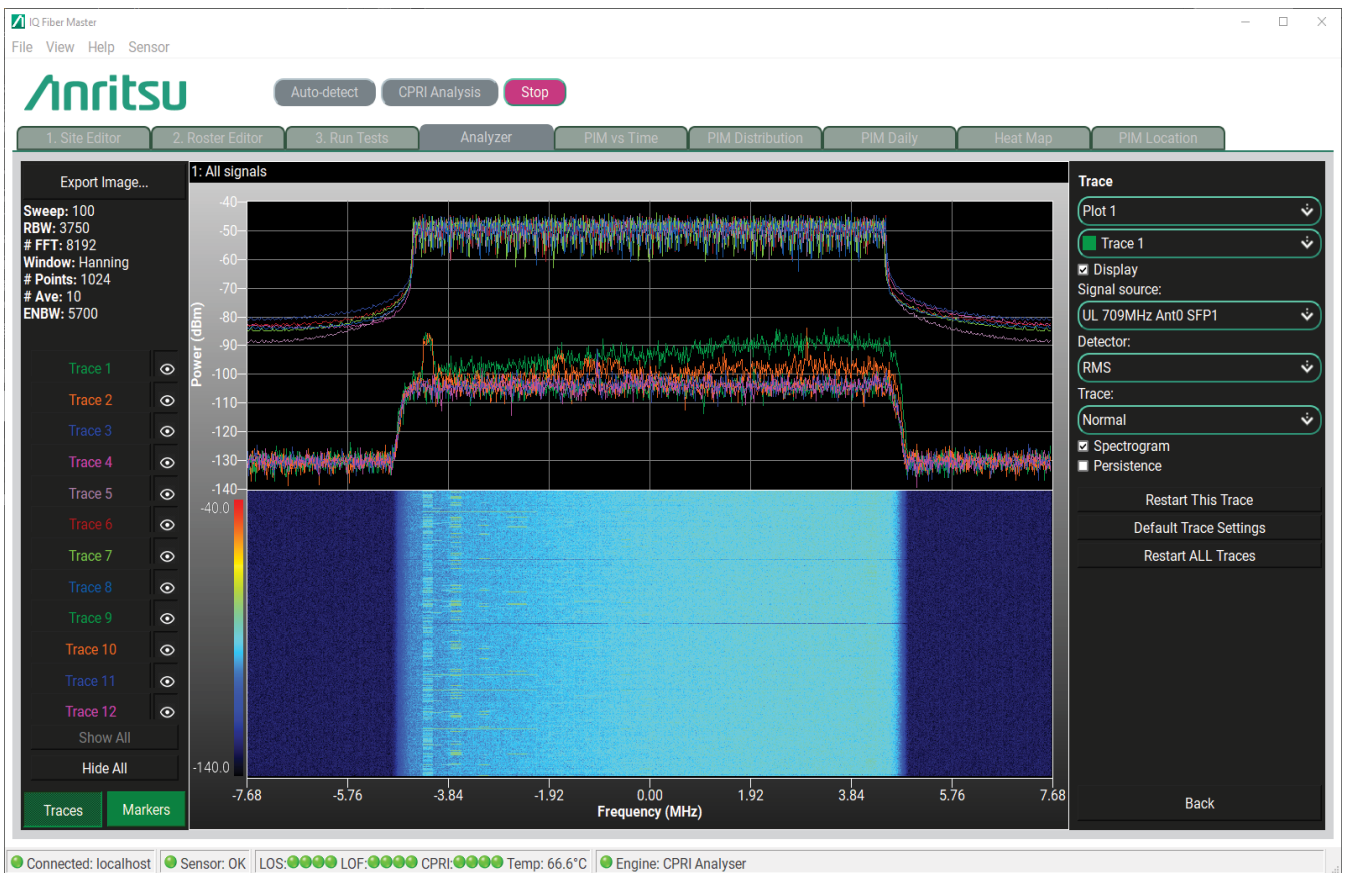 IQ Fiber Master
File View Help Sensor
Anritsu
Auto-detect CPRI Analysis Stop
1. Site Editor 2. Roster Editor 3. Run Tests Analyzer PIM vs Time PIM Distribution PIM Daily Heat Map PIM Location
Export Image...
Sweep: 100
RBW: 3750
# FFT: 8192
Window: Hanning
# Points: 1024
# Ave: 10
ENBW: 5700
Trace 1
Trace 2
Trace 3
Trace 4
Trace 5
Trace 6
Trace 7
Trace 8
Trace 9
Trace 10
Trace 11
Trace 12
Show All
Hide All
Traces Markers
1: All signals
Power (dBm)
-40
-50
-60
-70
-80
-90
-100
-110
-120
-130
-140
-40.0
-140.0
-7.68 -5.76 -3.84 -1.92 0.00 1.92 3.84 5.76 7.68
Frequency (MHz)
Trace
Plot 1
Trace 1
Display
Signal source:
UL 709MHz Ant0 SFP1
Detector:
RMS
Trace:
Normal
Spectrogram
Persistence
Restart This Trace
Default Trace Settings
Restart ALL Traces
Back
Connected: localhost Sensor: OK LOS: LOF: CPRI: Temp: 66.6°C Engine: CPRI Analyser